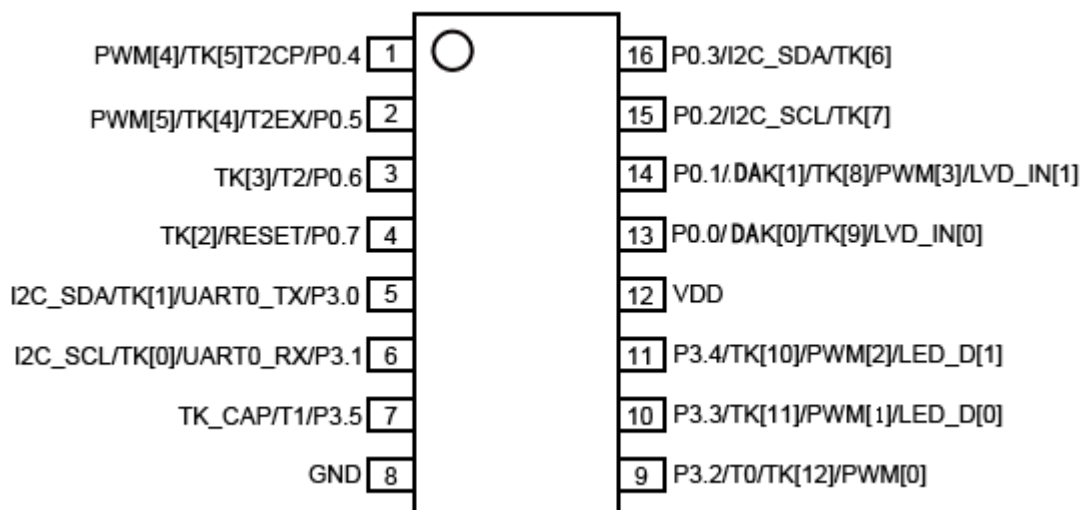 PWM[4]/TK[5]T2CP/P0.4 1 16 P0.3/I2C_SDA/TK[6]
PWM[5]/TK[4]/T2EX/P0.5 2 15 P0.2/I2C_SCL/TK[7]
TK[3]/T2/P0.6 3 14 P0.1/.DAK[1]/TK[8]/PWM[3]/LVD_IN[1]
TK[2]/RESET/P0.7 4 13 P0.0/DAK[0]/TK[9]/LVD_IN[0]
I2C_SDA/TK[1]/UART0_TX/P3.0 5 12 VDD
I2C_SCL/TK[0]/UART0_RX/P3.1 6 11 P3.4/TK[10]/PWM[2]/LED_D[1]
TK_CAP/T1/P3.5 7 10 P3.3/TK[11]/PWM[1]/LED_D[0]
GND 8 9 P3.2/T0/TK[12]/PWM[0]